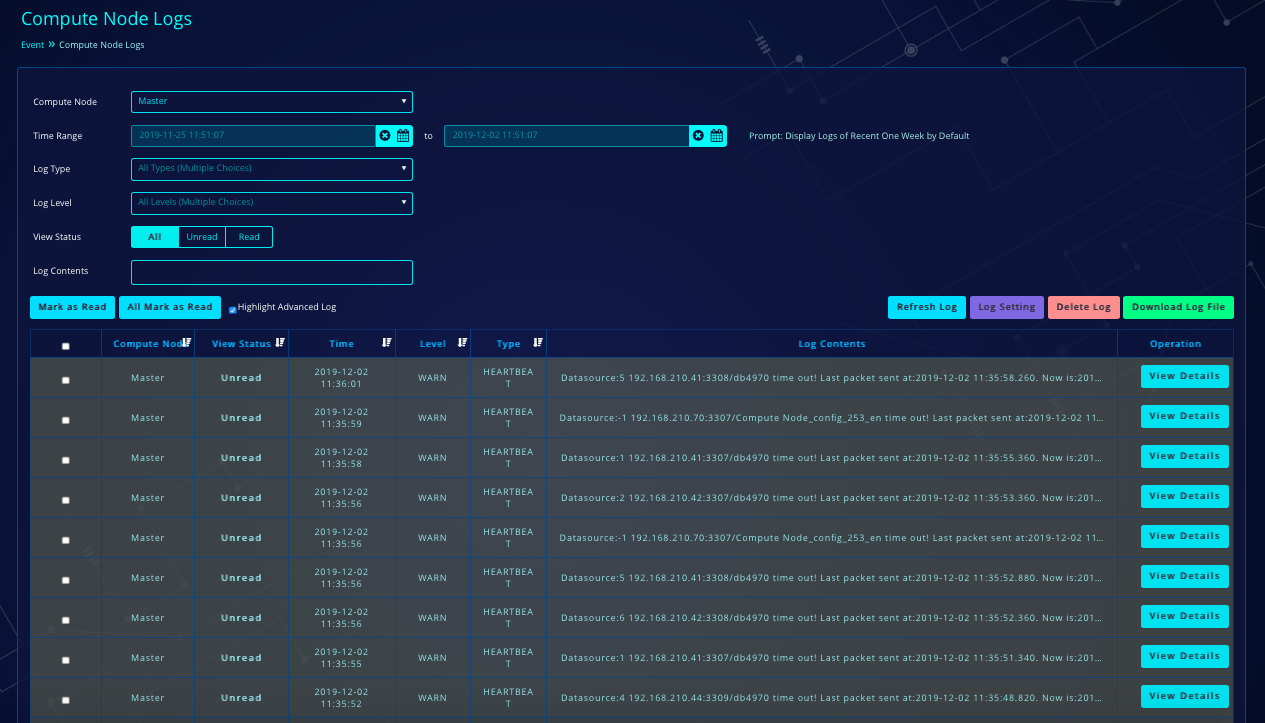 Compute Node Logs
Event » Compute Node Logs
Compute Node Master
Time Range 2019-11-25 11:51:07 to 2019-12-02 11:51:07 Prompt: Display Logs of Recent One Week by Default
Log Type All Types (Multiple Choices)
Log Level All Levels (Multiple Choices)
View Status All Unread Read
Log Contents
Mark as Read All Mark as Read Highlight Advanced Log Refresh Log Log Setting Delete Log Download Log File
Compute Node View Status Time Level Type Log Contents Operation
Master Unread 2019-12-02 11:36:01 WARN HEARTBEAT Datasource:5 192.168.210.41:3308/db4970 time out! Last packet sent at:2019-12-02 11:35:58.260. Now is:201... View Details
Master Unread 2019-12-02 11:35:59 WARN HEARTBEAT Datasource:-1 192.168.210.70:3307/Compute Node_config_253_en time out! Last packet sent at:2019-12-02 11... View Details
Master Unread 2019-12-02 11:35:58 WARN HEARTBEAT Datasource:1 192.168.210.41:3307/db4970 time out! Last packet sent at:2019-12-02 11:35:55.360. Now is:201... View Details
Master Unread 2019-12-02 11:35:56 WARN HEARTBEAT Datasource:2 192.168.210.42:3307/db4970 time out! Last packet sent at:2019-12-02 11:35:53.360. Now is:201... View Details
Master Unread 2019-12-02 11:35:56 WARN HEARTBEAT Datasource:-1 192.168.210.70:3307/Compute Node_config_253_en time out! Last packet sent at:2019-12-02 11... View Details
Master Unread 2019-12-02 11:35:56 WARN HEARTBEAT Datasource:5 192.168.210.41:3308/db4970 time out! Last packet sent at:2019-12-02 11:35:52.880. Now is:201... View Details
Master Unread 2019-12-02 11:35:56 WARN HEARTBEAT Datasource:6 192.168.210.42:3308/db4970 time out! Last packet sent at:2019-12-02 11:35:52.360. Now is:201... View Details
Master Unread 2019-12-02 11:35:55 WARN HEARTBEAT Datasource:1 192.168.210.41:3307/db4970 time out! Last packet sent at:2019-12-02 11:35:51.340. Now is:201... View Details
Master Unread 2019-12-02 11:35:52 WARN HEARTBEAT Datasource:4 192.168.210.44:3309/db4970 time out! Last packet sent at:2019-12-02 11:35:48.820. Now is:201... View Details